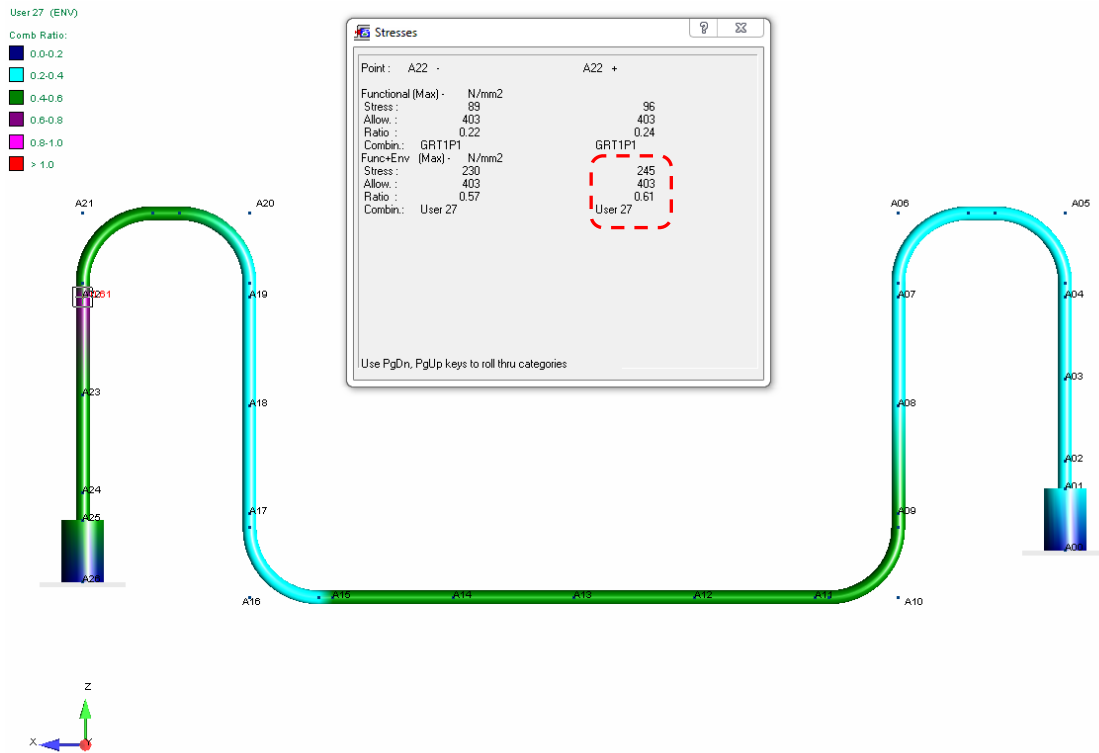 User 27 (ENV)
Comb Ratio:
0.0-0.2
0.2-0.4
0.4-0.6
0.6-0.8
0.8-1.0
> 1.0
Stresses
?
Point : A22 - A22 +
Functional (Max) - N/mm2
Stress : 89 96
Allow. : 403 403
Ratio : 0.22 0.24
Combin.: GRT1P1 GRT1P1
Func+Env (Max) - N/mm2
Stress : 230 245
Allow. : 403 403
Ratio : 0.57 0.61
Combin.: User 27 User 27
Use PgDn, PgUp keys to roll thru categories
A21 A20 A06 A05
A19 A07 A04
A23 A18 A08 A03
A02
A24 A17 A09 A01
A25
A00
A16 A15 A14 A13 A12 A11 A10
Z
X